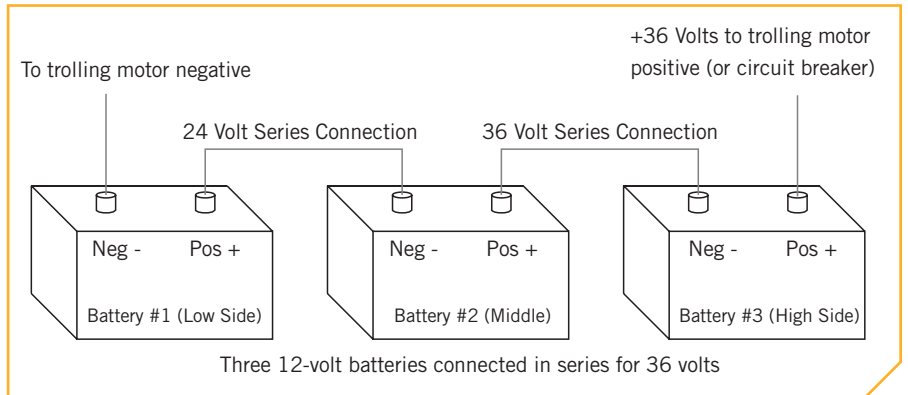 To trolling motor negative
+36 Volts to trolling motor
positive (or circuit breaker)
24 Volt Series Connection
36 Volt Series Connection
Neg -
Pos +
Battery #1 (Low Side)
Neg -
Pos +
Battery #2 (Middle)
Neg -
Pos +
Battery #3 (High Side)
Three 12-volt batteries connected in series for 36 volts